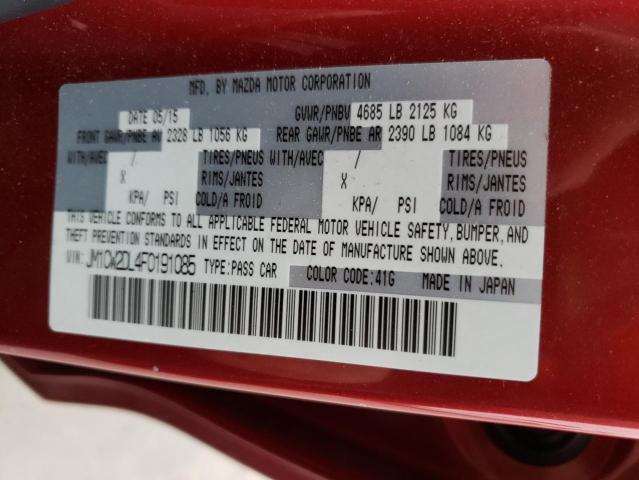 MFD. BY MAZDA MOTOR CORPORATION
DATE 05/15 GVWR/PNBV 4685 LB 2125 KG
FRONT GAWR/PNBE AV 2328 LB 1056 KG REAR GAWR/PNBE AR 2390 LB 1084 KG
WITH/AVEC / TIRES/PNEUS WITH/AVEC / TIRES/PNEUS
X RIMS/JANTES X RIMS/JANTES
KPA/ PSI COLD/A FROID KPA/ PSI COLD/A FROID
THIS VEHICLE CONFORMS TO ALL APPLICABLE FEDERAL MOTOR VEHICLE SAFETY, BUMPER, AND
THEFT PREVENTION STANDARDS IN EFFECT ON THE DATE OF MANUFACTURE SHOWN ABOVE.
VIN: JM1CW2DL4F0191085 TYPE:PASS CAR COLOR CODE:41G MADE IN JAPAN